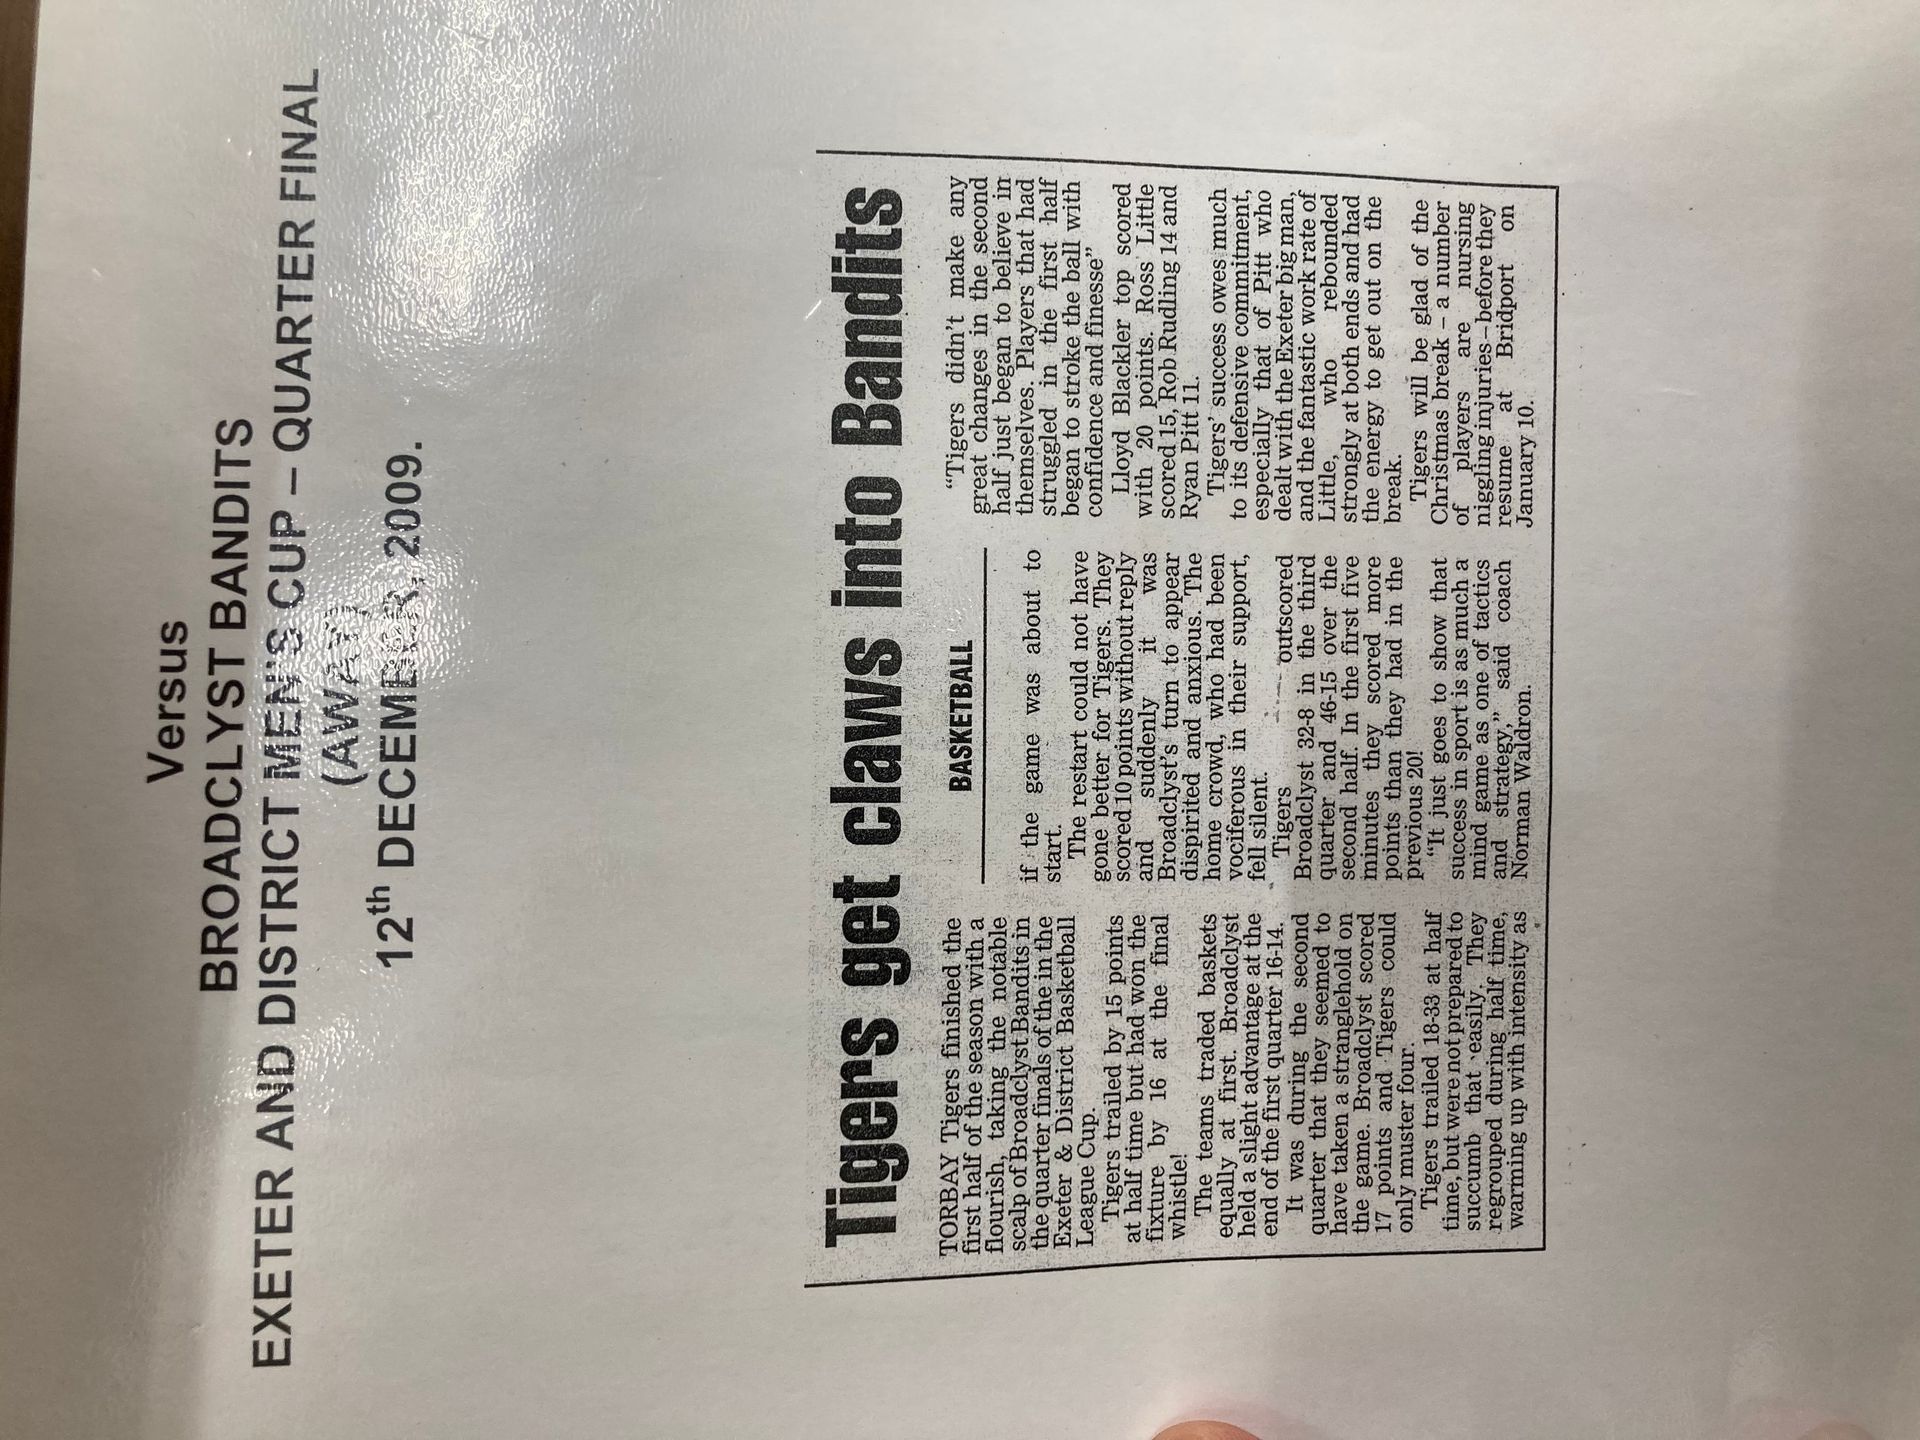 Versus
BROADCLYST BANDITS
EXETER AND DISTRICT MEN'S CUP – QUARTER FINAL
(AWAY)
12th DECEMBER, 2009.
Tigers get claws into Bandits
TORBAY Tigers finished the
first half of the season with a
flourish, taking the notable
scalp of Broadclyst Bandits in
the quarter finals of the in the
Exeter & District Basketball
League Cup.
Tigers trailed by 15 points
at half time but had won the
fixture by 16 at the final
whistle!
The teams traded baskets
equally at first. Broadclyst
held a slight advantage at the
end of the first quarter 16-14.
It was during the second
quarter that they seemed to
have taken a stranglehold on
the game. Broadclyst scored
17 points and Tigers could
only muster four.
Tigers trailed 18-33 at half
time, but were not prepared to
succumb that easily. They
regrouped during half time,
warming up with intensity as
BASKETBALL
if the game was about to
start.
The restart could not have
gone better for Tigers. They
scored 10 points without reply
and suddenly it was
Broadclyst's turn to appear
dispirited and anxious. The
home crowd, who had been
vociferous in their support,
fell silent.
Tigers outscored
Broadclyst 32-8 in the third
quarter and 46-15 over the
second half. In the first five
minutes they scored more
points than they had in the
previous 20!
“It just goes to show that
success in sport is as much a
mind game as one of tactics
and strategy,” said coach
Norman Waldron.
“Tigers didn't make any
great changes in the second
half just began to believe in
themselves. Players that had
struggled in the first half
began to stroke the ball with
confidence and finesse”
Lloyd Blackler top scored
with 20 points. Ross Little
scored 15, Rob Rudling 14 and
Ryan Pitt 11.
Tigers' success owes much
to its defensive commitment,
especially that of Pitt who
dealt with the Exeter big man,
and the fantastic work rate of
Little, who rebounded
strongly at both ends and had
the energy to get out on the
break.
Tigers will be glad of the
Christmas break – a number
of players are nursing
niggling injuries – before they
resume at Bridport on
January 10.